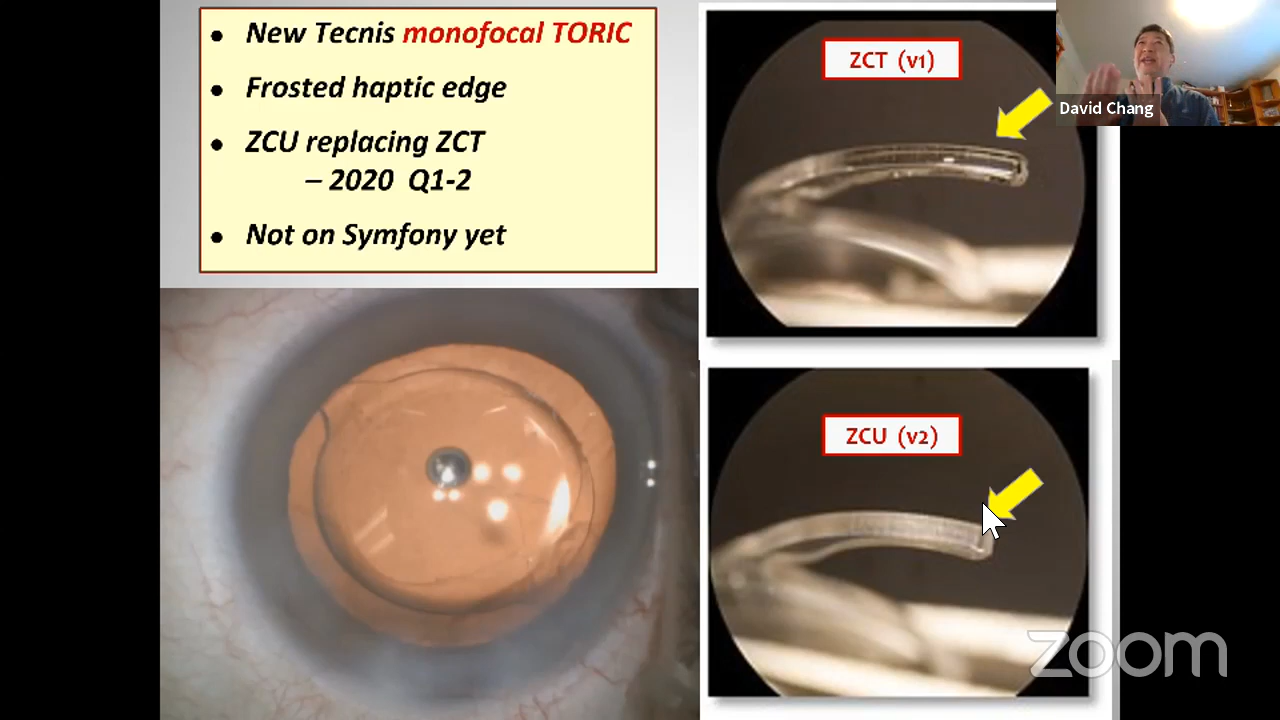 New Tecnis monofocal TORIC
Frosted haptic edge
ZCU replacing ZCT
– 2020 Q1-2
Not on Symfony yet
ZCT (v1)
David Chang
ZCU (v2)
zoom